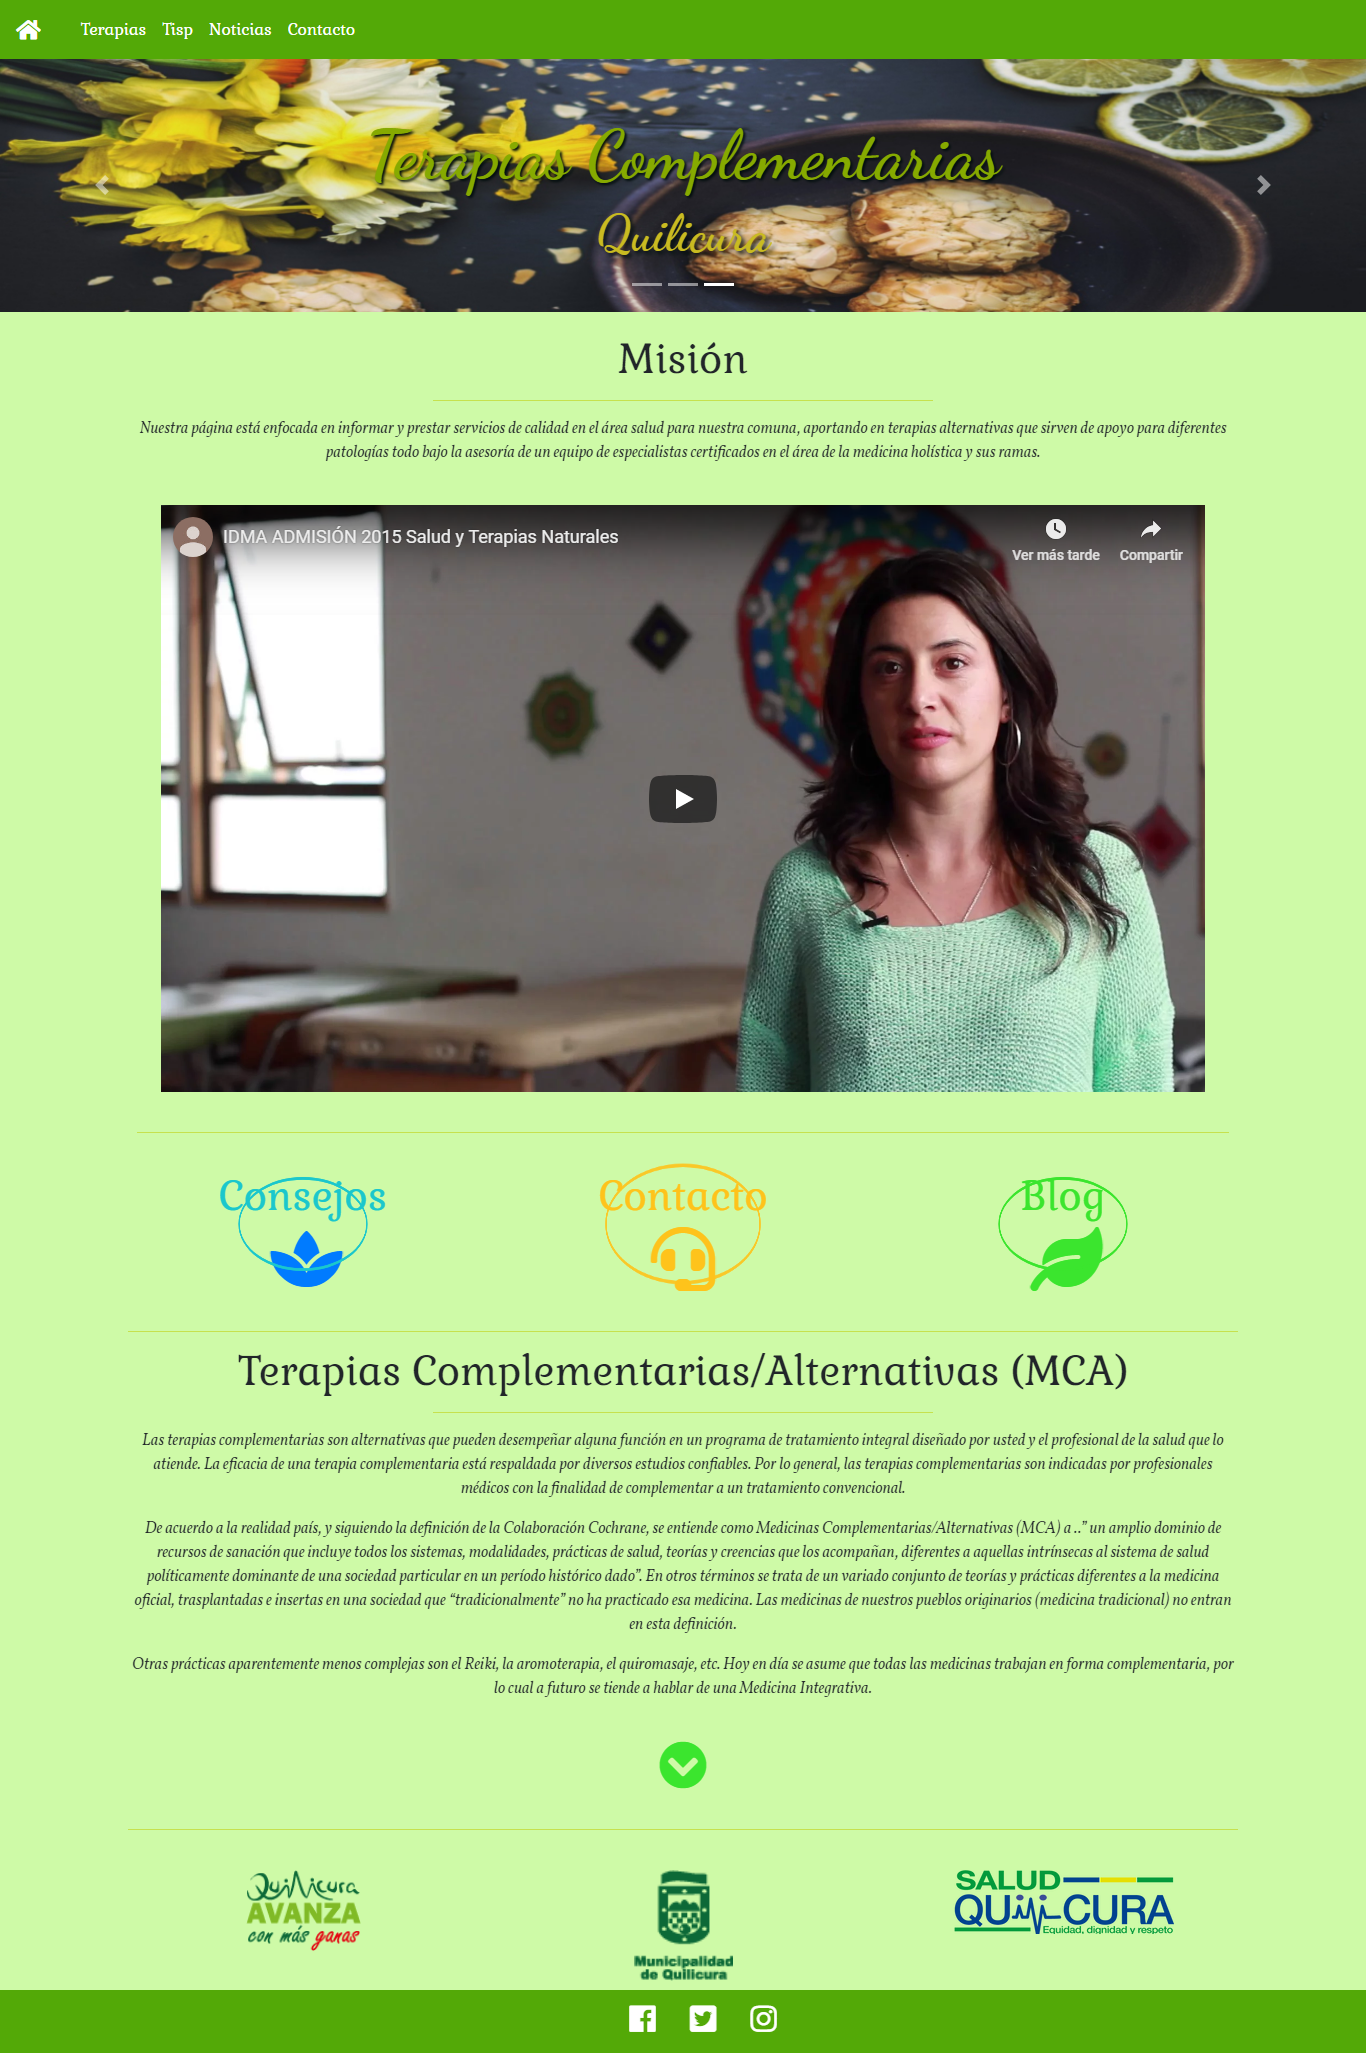 Terapias Tisp Noticias Contacto
Terapias Complementarias
Quilicura
Misión
Nuestra página está enfocada en informar y prestar servicios de calidad en el área salud para nuestra comuna, aportando en terapias alternativas que sirven de apoyo para diferentes
patologías todo bajo la asesoría de un equipo de especialistas certificados en el área de la medicina holística y sus ramas.
IDMA ADMISIÓN 2015 Salud y Terapias Naturales
Ver más tarde
Compartir
Consejos
Contacto
Blog
Terapias Complementarias/Alternativas (MCA)
Las terapias complementarias son alternativas que pueden desempeñar alguna función en un programa de tratamiento integral diseñado por usted y el profesional de la salud que lo
atiende. La eficacia de una terapia complementaria está respaldada por diversos estudios confiables. Por lo general, las terapias complementarias son indicadas por profesionales
médicos con la finalidad de complementar a un tratamiento convencional.
De acuerdo a la realidad país, y siguiendo la definición de la Colaboración Cochrane, se entiende como Medicinas Complementarias/Alternativas (MCA) a ..” un amplio dominio de
recursos de sanación que incluye todos los sistemas, modalidades, prácticas de salud, teorías y creencias que los acompañan, diferentes a aquellas intrínsecas al sistema de salud
políticamente dominante de una sociedad particular en un período histórico dado”. En otros términos se trata de un variado conjunto de teorías y prácticas diferentes a la medicina
oficial, trasplantadas e insertas en una sociedad que “tradicionalmente” no ha practicado esa medicina. Las medicinas de nuestros pueblos originarios (medicina tradicional) no entran
en esta definición.
Otras prácticas aparentemente menos complejas son el Reiki, la aromoterapia, el quiromasaje, etc. Hoy en día se asume que todas las medicinas trabajan en forma complementaria, por
lo cual a futuro se tiende a hablar de una Medicina Integrativa.
Quilicura
AVANZA
con más ganas
Municipalidad
de Quilicura
SALUD
QUILICURA
Equidad, dignidad y respeto